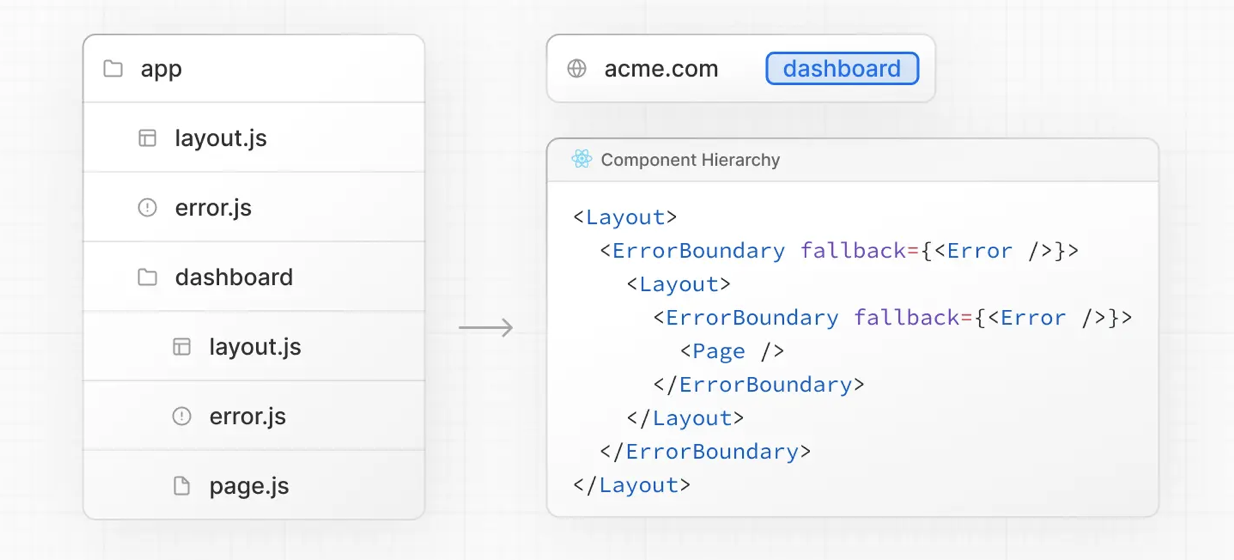 app
layout.js
error.js
dashboard
layout.js
error.js
page.js
acme.com dashboard
Component Hierarchy
<Layout>
<ErrorBoundary fallback={<Error />}>
<Layout>
<ErrorBoundary fallback={<Error />}>
<Page />
</ErrorBoundary>
</Layout>
</ErrorBoundary>
</Layout>